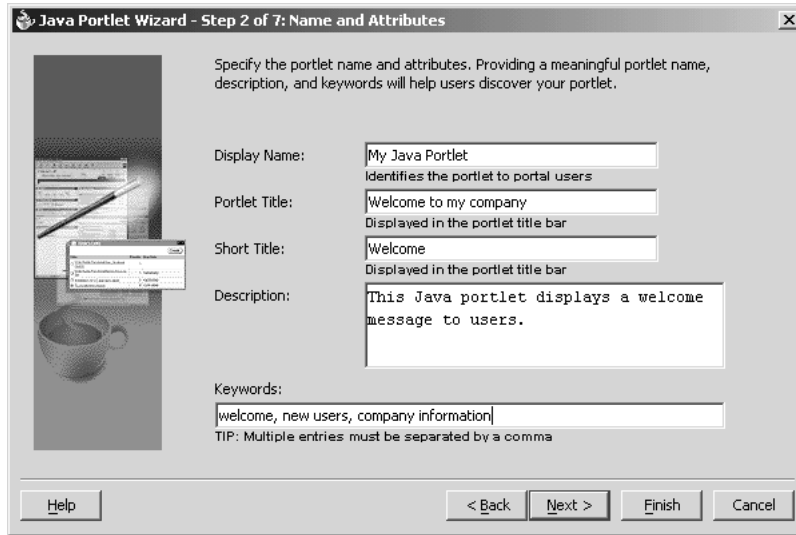 Java Portlet Wizard - Step 2 of 7: Name and Attributes
Specify the portlet name and attributes. Providing a meaningful portlet name,
description, and keywords will help users discover your portlet.
Display Name: My Java Portlet
Identifies the portlet to portal users
Portlet Title: Welcome to my company
Displayed in the portlet title bar
Short Title: Welcome
Displayed in the portlet title bar
Description: This Java portlet displays a welcome
message to users.
Keywords:
welcome, new users, company information
TIP: Multiple entries must be separated by a comma
Help < Back Next > Finish Cancel